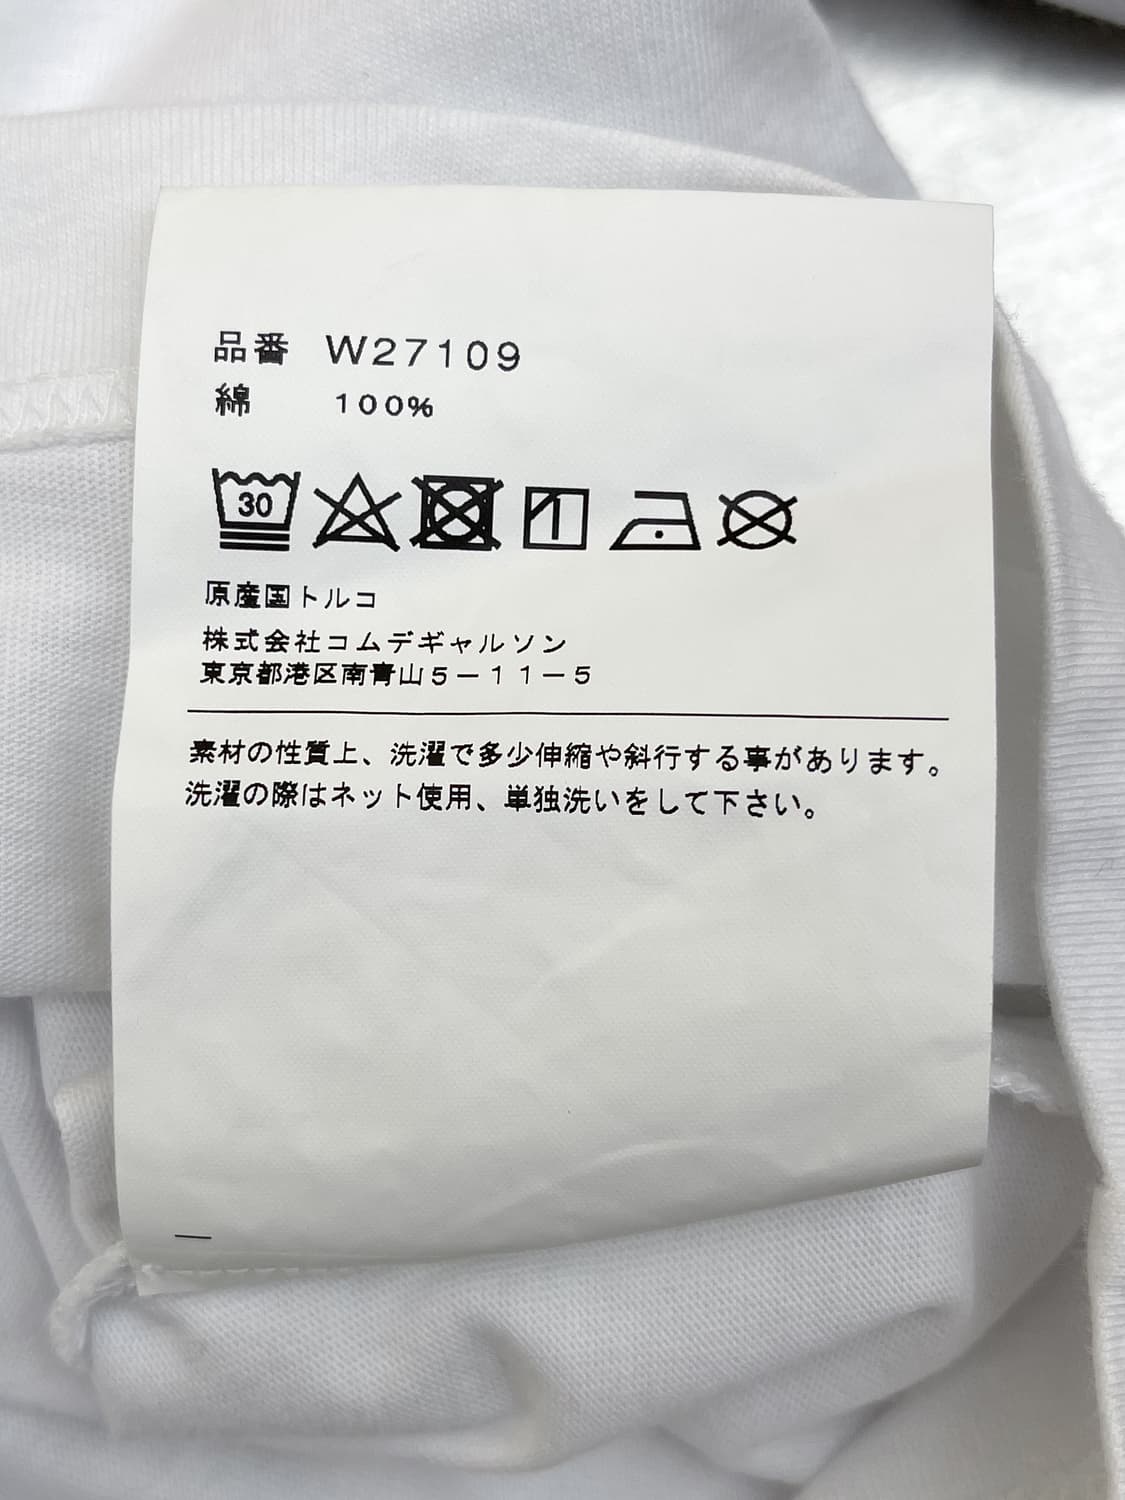 品番 W27109
綿 100%
30
原産国トルコ
株式会社コムデギャルソン
東京都港区南青山5-11-5
素材の性質上、洗濯で多少伸縮や斜行する事があります。
洗濯の際はネット使用、単独洗いをして下さい。